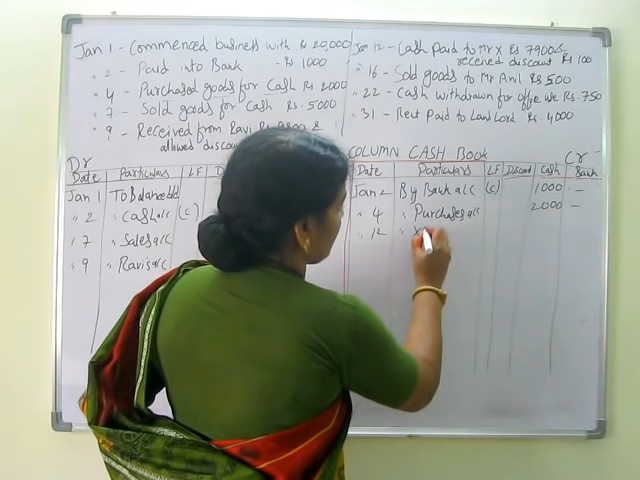 Jan 1 - Commenced business with Rs 20,000
" 2 - Paid into Bank - Rs 1000
" 4 - Purchased goods for Cash Rs 2000
" 7 - Sold goods for Cash Rs. 5000
" 9 - Received from Ravi Rs &
allowed
Jan 12 - Cash paid to Mr X Rs 7900 &
received discount Rs 100
" 16 - Sold goods to Mr Anil Rs 500
" 22 - Cash withdrawn for office use Rs. 750
" 31 - Rent Paid to Land Lord Rs. 4000
COLUMN CASH BOOK
Dr
Date Particulars LF D
Jan 1 To Balance b/d
" 2 " Cash a/c (c)
" 7 " Sales a/c
" 9 " Ravi's a/c
Cr
Date Particulars LF Discount Cash Bank
Jan 2 By Bank a/c (c) 1000 -
" 4 " Purchases a/c 2000 -
" 12 " X